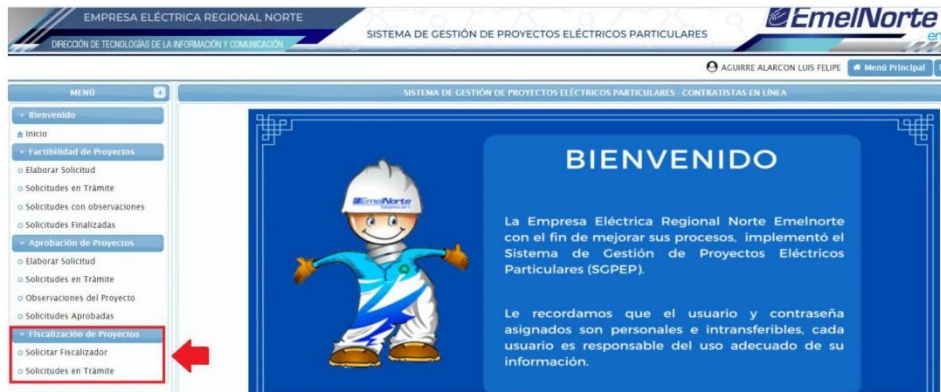 EMPRESA ELÉCTRICA REGIONAL NORTE
DIRECCIÓN DE TECNOLOGÍAS DE LA INFORMACIÓN Y COMUNICACIÓN
SISTEMA DE GESTIÓN DE PROYECTOS ELÉCTRICOS PARTICULARES
EmelNorte
en
AGUIRRE ALARCON LUIS FELIPE
Menú Principal
MENÚ
SISTEMA DE GESTIÓN DE PROYECTOS ELÉCTRICOS PARTICULARES - CONTRATISTAS EN LÍNEA
Bienvenido
Inicio
Factibilidad de Proyectos
Elaborar Solicitud
Solicitudes en Trámite
Solicitudes con observaciones
Solicitudes Finalizadas
Aprobación de Proyectos
Elaborar Solicitud
Solicitudes en Trámite
Observaciones del Proyecto
Solicitudes Aprobadas
Fiscalización de Proyectos
Solicitar Fiscalizador
Solicitudes en Trámite
EmelNorte
BIENVENIDO
La Empresa Eléctrica Regional Norte Emelnorte
con el fin de mejorar sus procesos, implementó el
Sistema de Gestión de Proyectos Eléctricos
Particulares (SGPEP).
Le recordamos que el usuario y contraseña
asignados son personales e intransferibles, cada
usuario es responsable del uso adecuado de su
información.